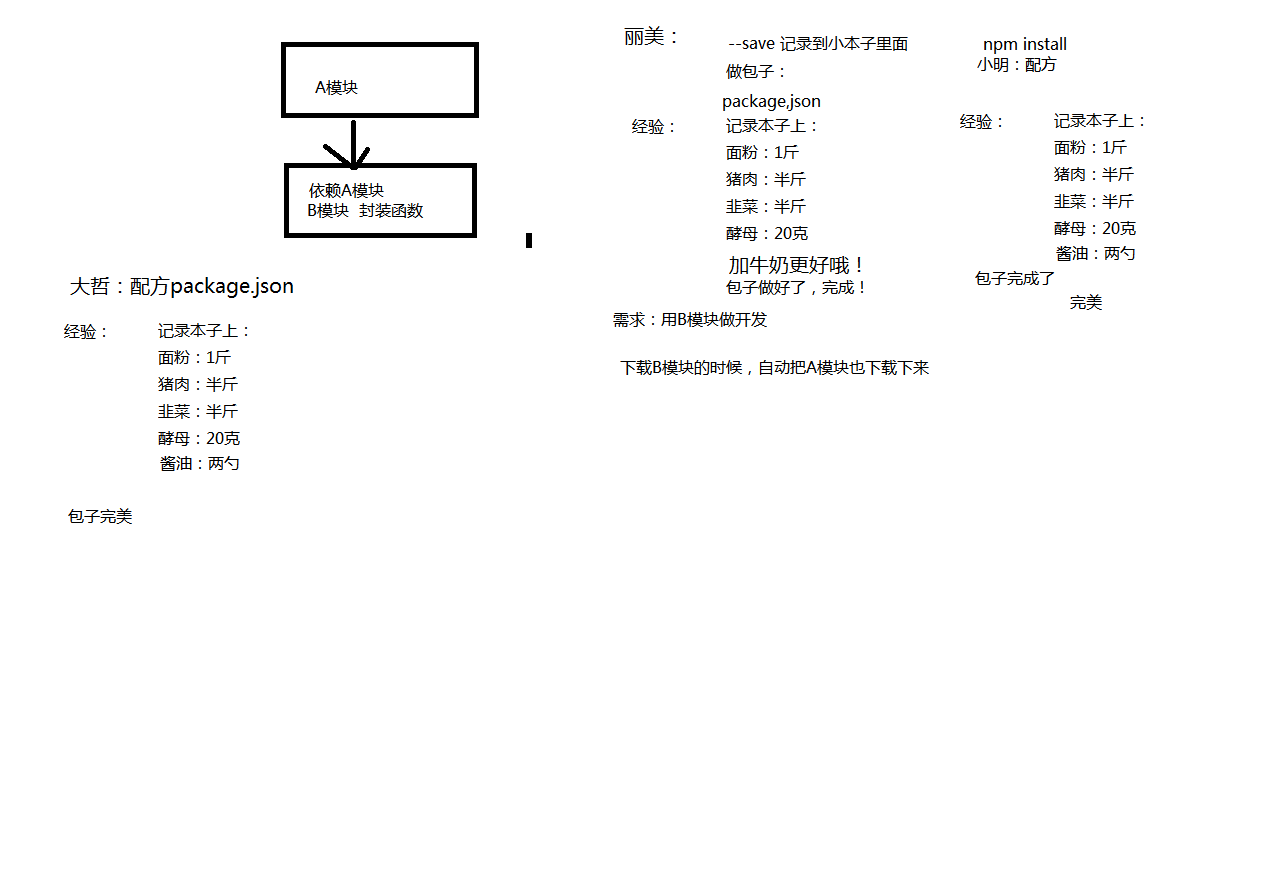 A模块
依赖A模块
B模块  封装函数
大哲：配方package.json
经验：
记录本子上：
面粉：1斤
猪肉：半斤
韭菜：半斤
酵母：20克
酱油：两勺
包子完美
丽美：
--save 记录到小本子里面
做包子：
package,json
经验：
记录本子上：
面粉：1斤
猪肉：半斤
韭菜：半斤
酵母：20克
加牛奶更好哦！
包子做好了，完成！
npm install
小明：配方
经验：
记录本子上：
面粉：1斤
猪肉：半斤
韭菜：半斤
酵母：20克
酱油：两勺
包子完成了
完美
需求：用B模块做开发
下载B模块的时候，自动把A模块也下载下来